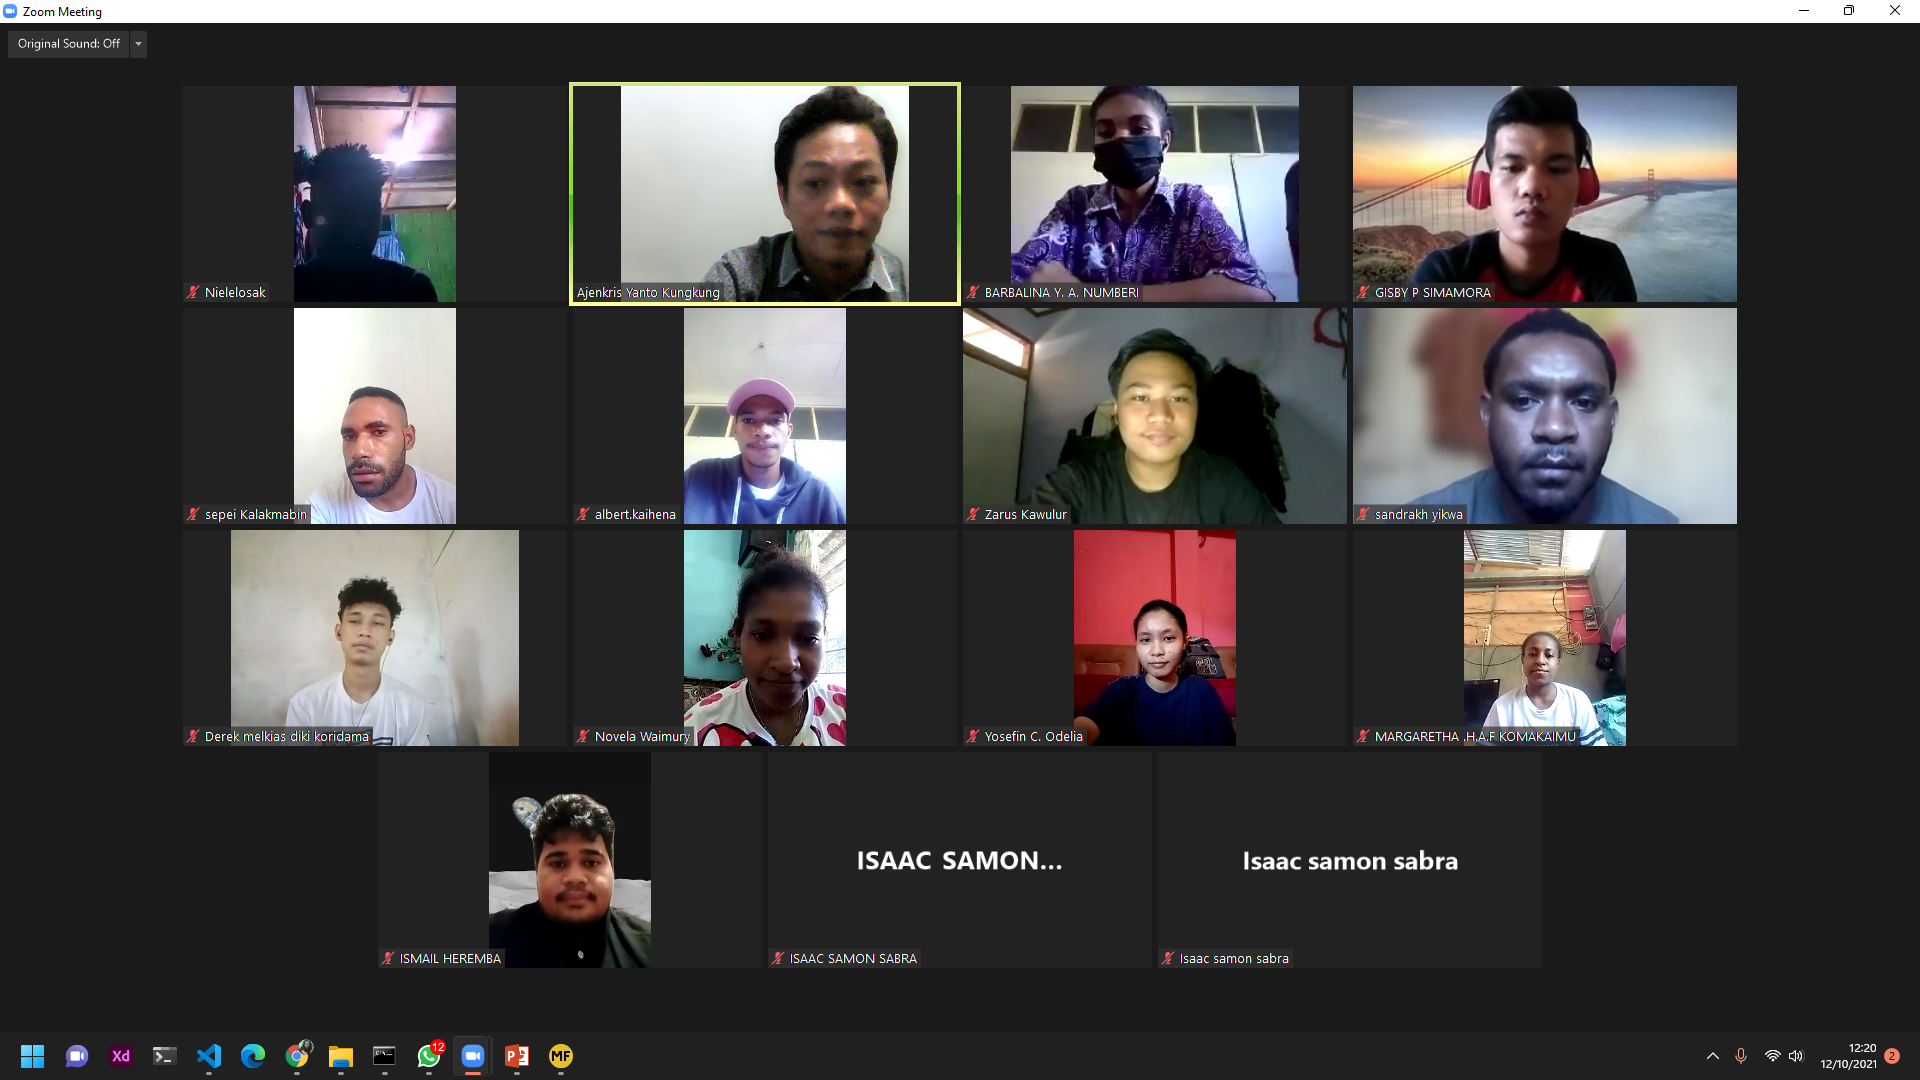 Zoom Meeting
Original Sound: Off
Nielelosak
Ajenkris Yanto Kungkung
BARBALINA Y. A. NUMBERI
GISBY P SIMAMORA
sepei Kalakmabin
albert.kaihena
Zarus Kawulur
sandrakh yikwa
Derek melkias diki koridama
Novela Waimury
Yosefin C. Odelia
MARGARETHA .H.A.F KOMAKAIMU
ISAAC SAMON...
Isaac samon sabra
ISMAIL HEREMBA
ISAAC SAMON SABRA
Isaac samon sabra
Xd
12
MF
12:20
12/10/2021
2